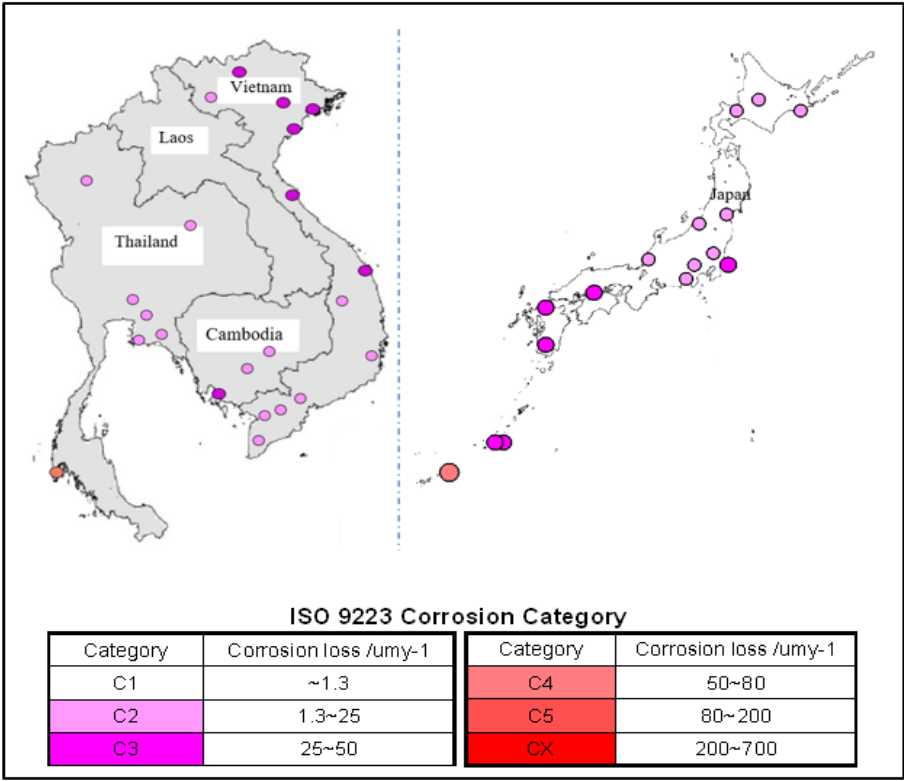 Vietnam
Laos
Japan
Thailand
Cambodia
ISO 9223 Corrosion Category
Category Corrosion loss /umy-1 Category Corrosion loss /umy-1
C1 ~1.3 C4 50~80
C2 1.3~25 C5 80~200
C3 25~50 CX 200~700